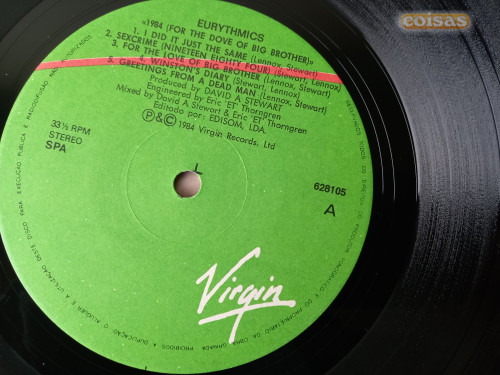 coisas
EURYTHMICS
«1984 (FOR THE DOVE OF BIG BROTHER)»
1. I DID IT JUST THE SAME (Lennox, Stewart)
2. SEXCRIME (NINETEEN EIGHTY FOUR) (Lennox, Stewart)
3. FOR THE LOVE OF BIG BROTHER (Stewart, Lennox)
4. WINSTON'S DIARY (Stewart, Lennox)
5. GREETINGS FROM A DEAD MAN (Lennox, Stewart)
Produced by DAVID A STEWART
Engineered by Eric 'ET' Thorngren
Mixed by David A Stewart & Eric 'ET' Thorngren
Editado por: EDISOM, LDA.
℗&© 1984 Virgin Records. Ltd
33⅓ RPM
STEREO
SPA
L
628105
A
Virgin